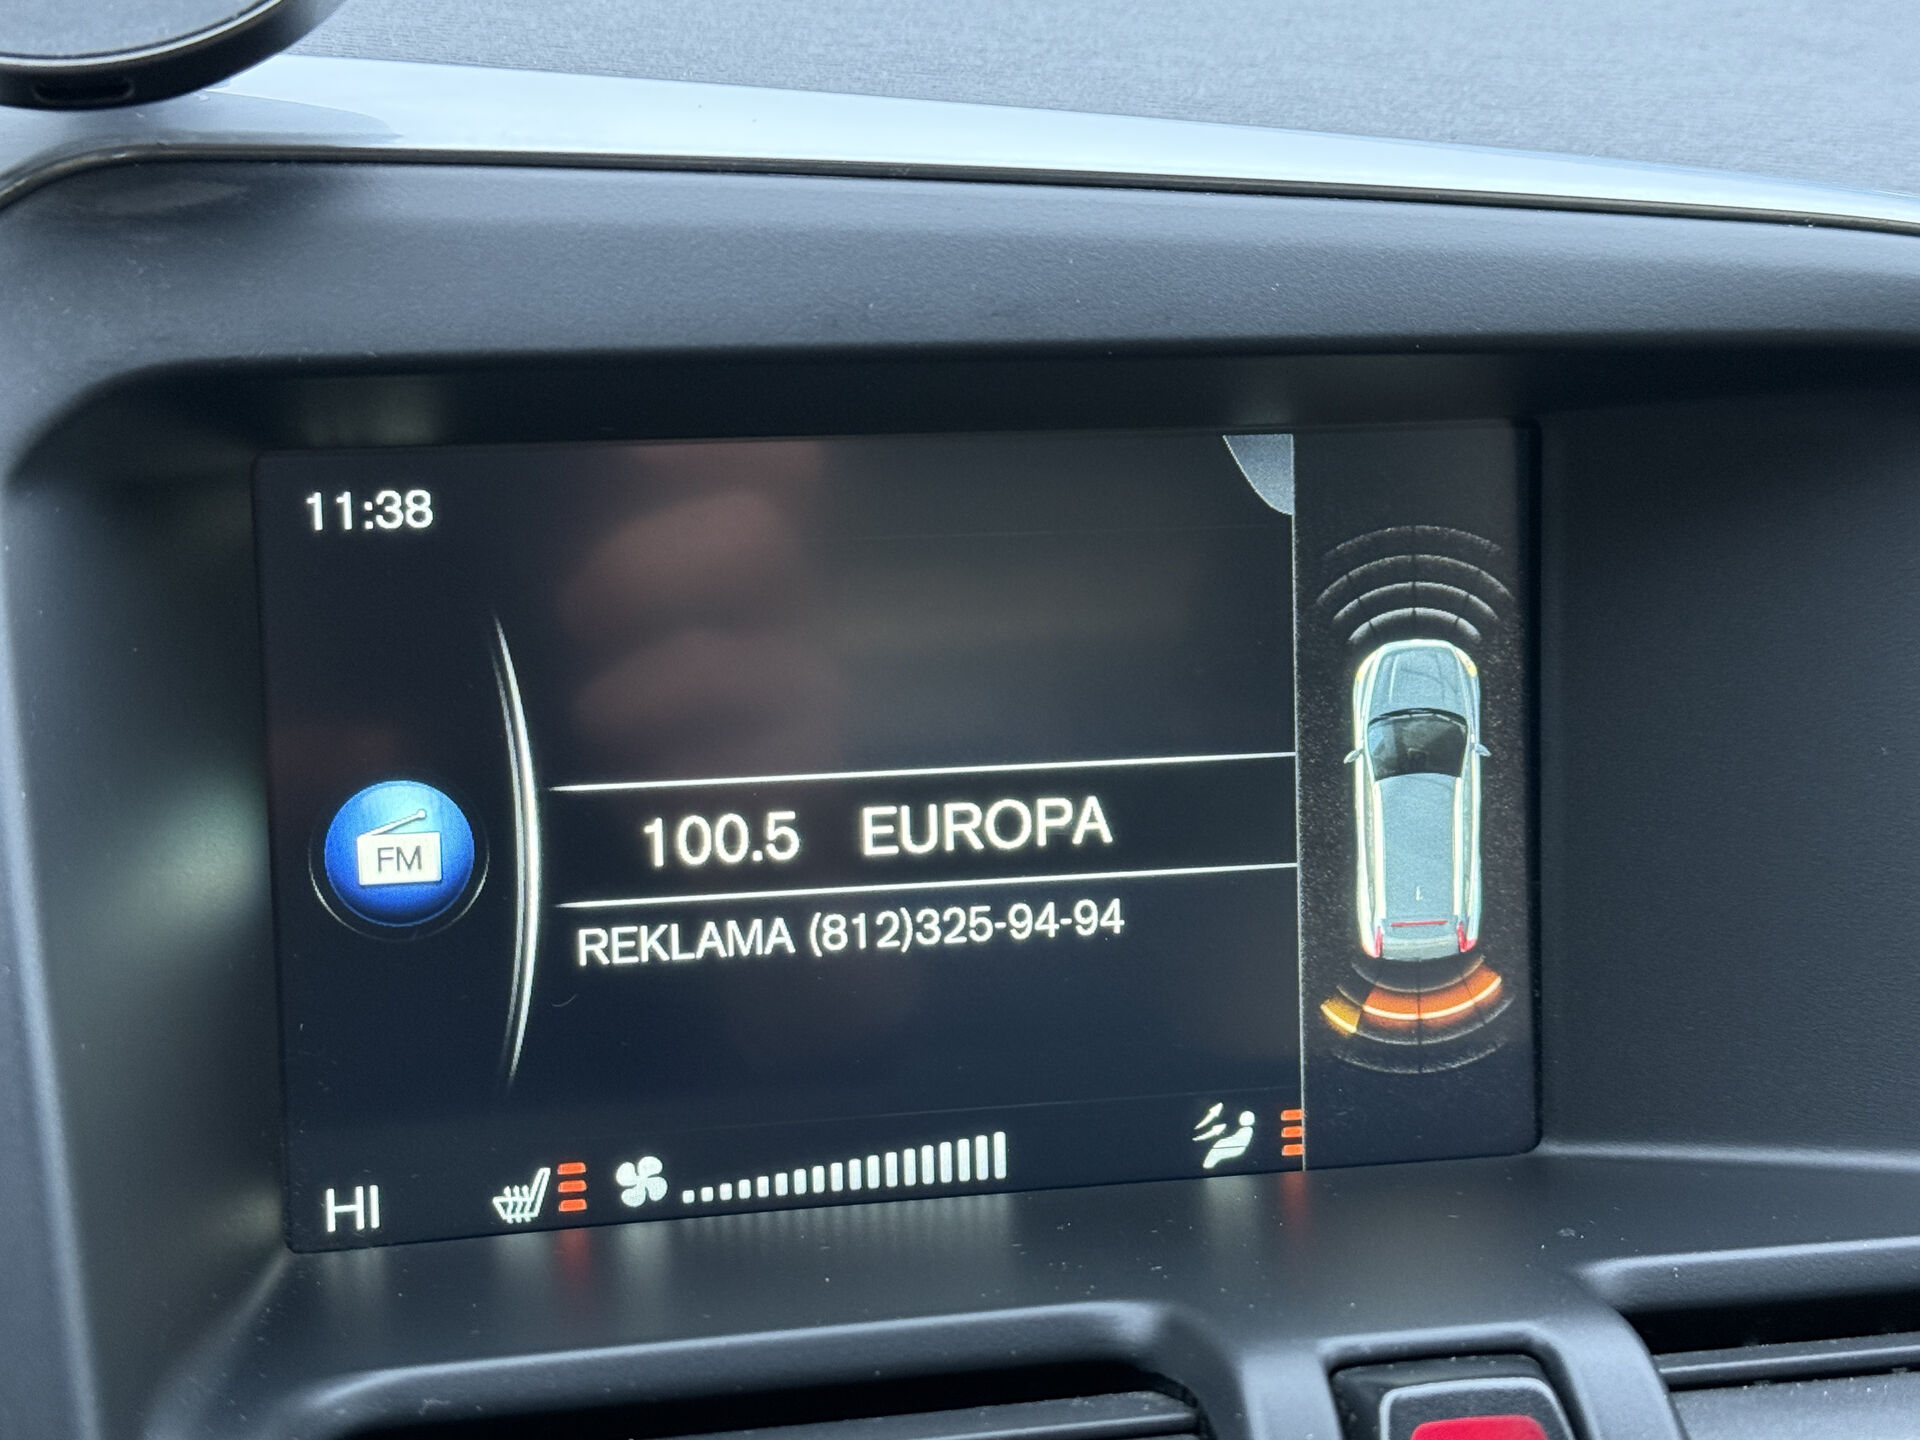 11:38
FM
100.5 EUROPA
REKLAMA (812)325-94-94
HI